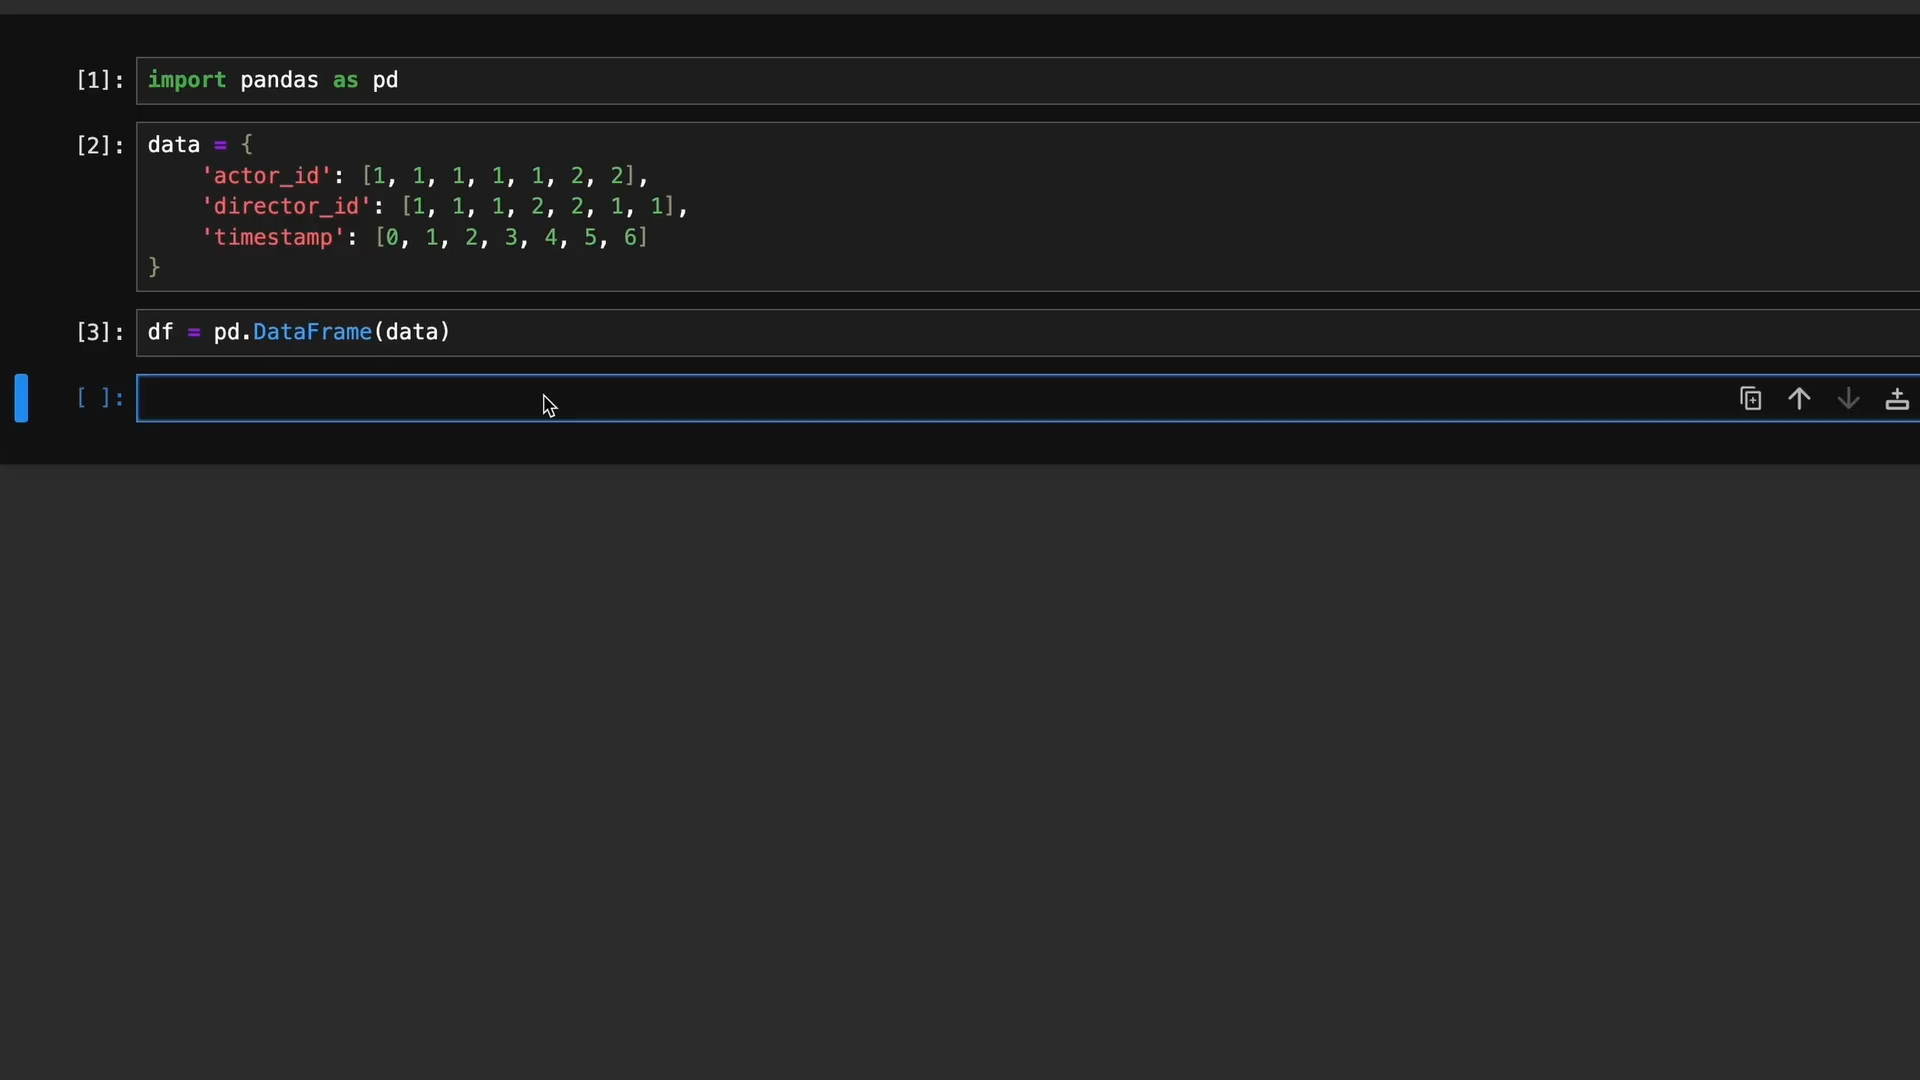 [1]: import pandas as pd
[2]: data = {
    'actor_id': [1, 1, 1, 1, 1, 2, 2],
    'director_id': [1, 1, 1, 2, 2, 1, 1],
    'timestamp': [0, 1, 2, 3, 4, 5, 6]
}
[3]: df = pd.DataFrame(data)
[ ]: